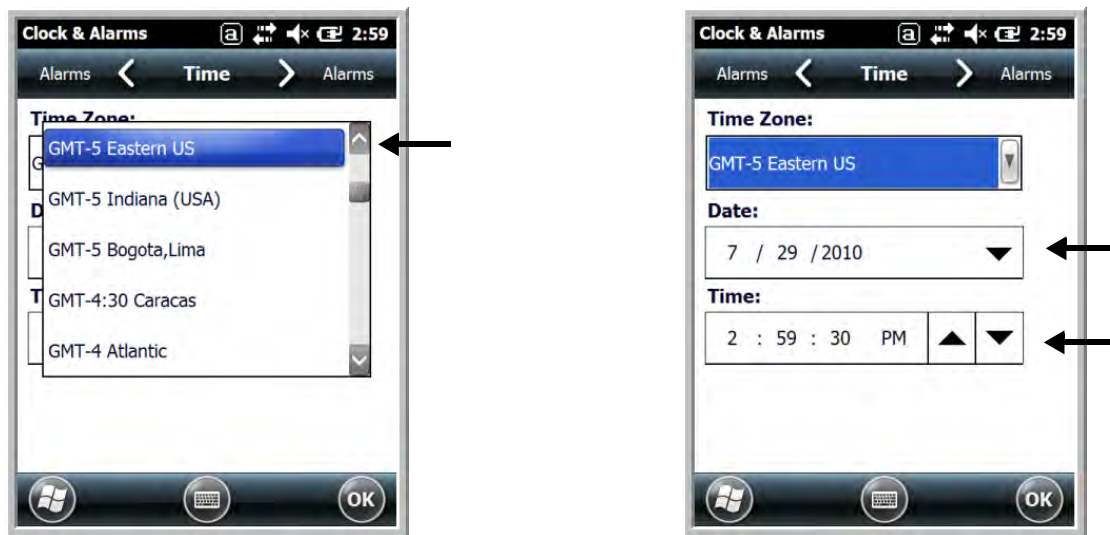 Clock & Alarms a 2:59
Alarms Time Alarms
Time Zone:
GMT-5 Eastern US
GMT-5 Indiana (USA)
D
GMT-5 Bogota,Lima
T
GMT-4:30 Caracas
GMT-4 Atlantic
OK
Clock & Alarms a 2:59
Alarms Time Alarms
Time Zone:
GMT-5 Eastern US
Date:
7 / 29 / 2010
Time:
2 : 59 : 30 PM
OK